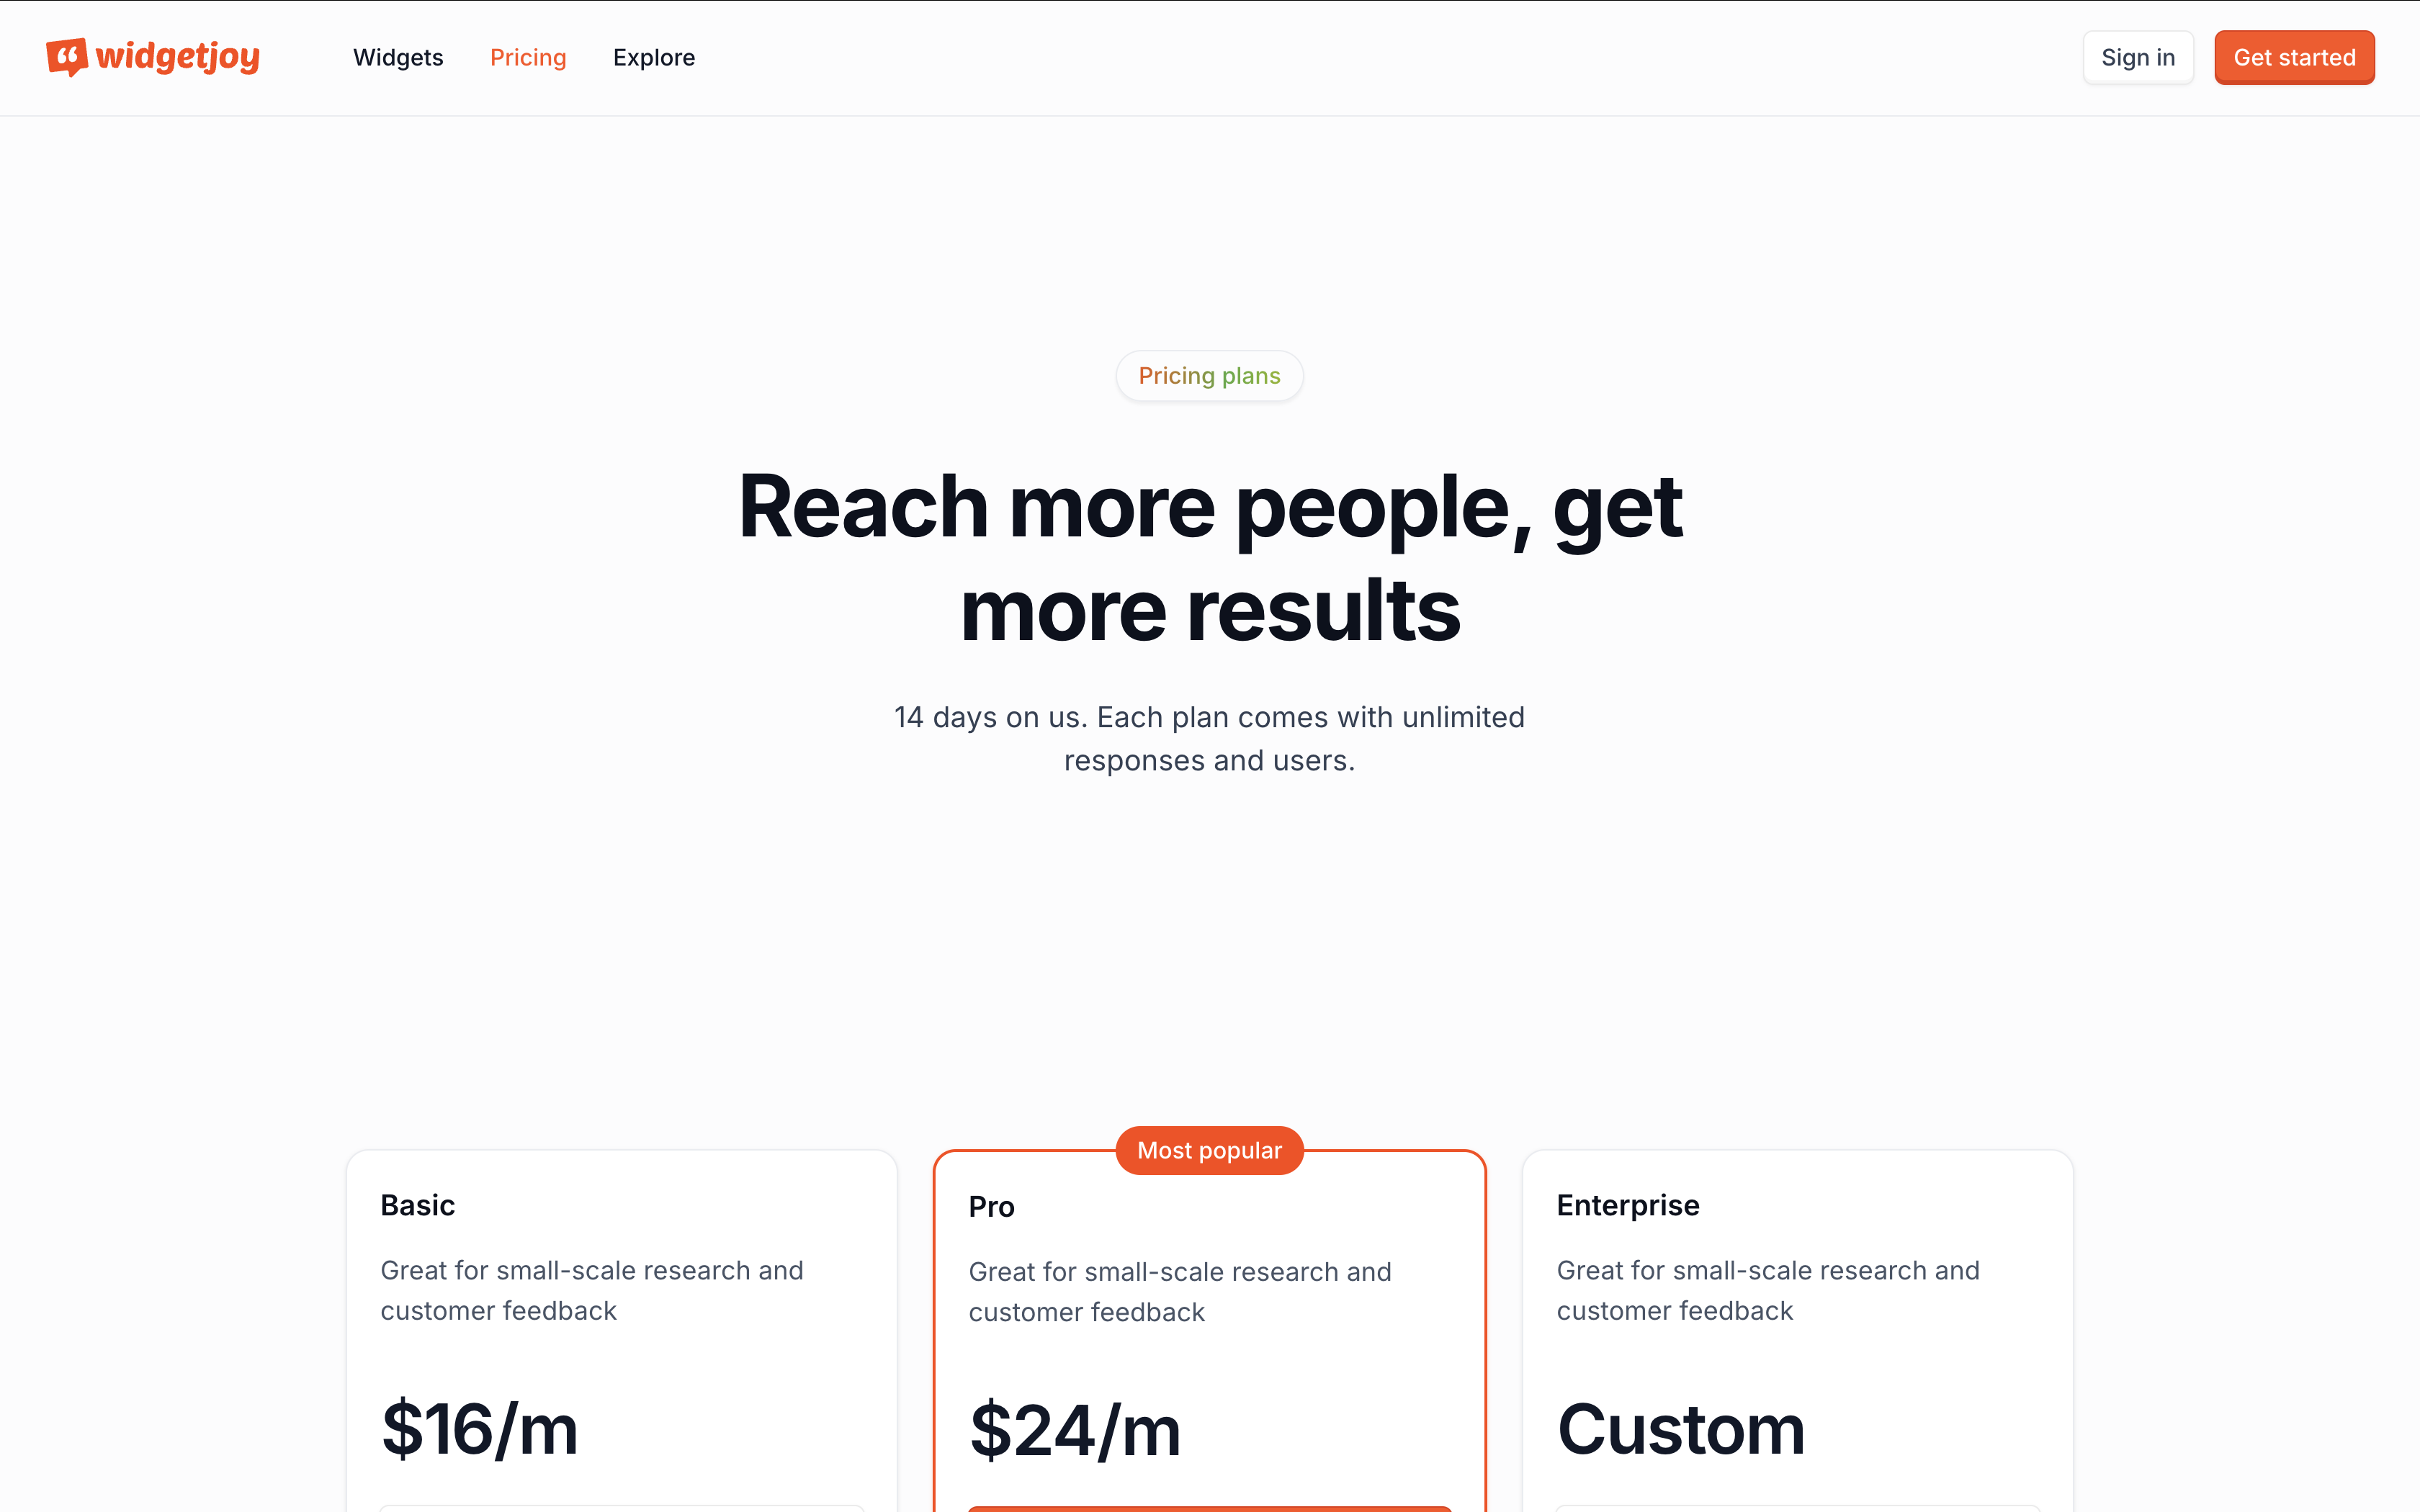 widgetjoy
Widgets
Pricing
Explore
Sign in
Get started
Pricing plans
Reach more people, get
more results
14 days on us. Each plan comes with unlimited
responses and users.
Basic
Great for small-scale research and
customer feedback
$16/m
Most popular
Pro
Great for small-scale research and
customer feedback
$24/m
Enterprise
Great for small-scale research and
customer feedback
Custom